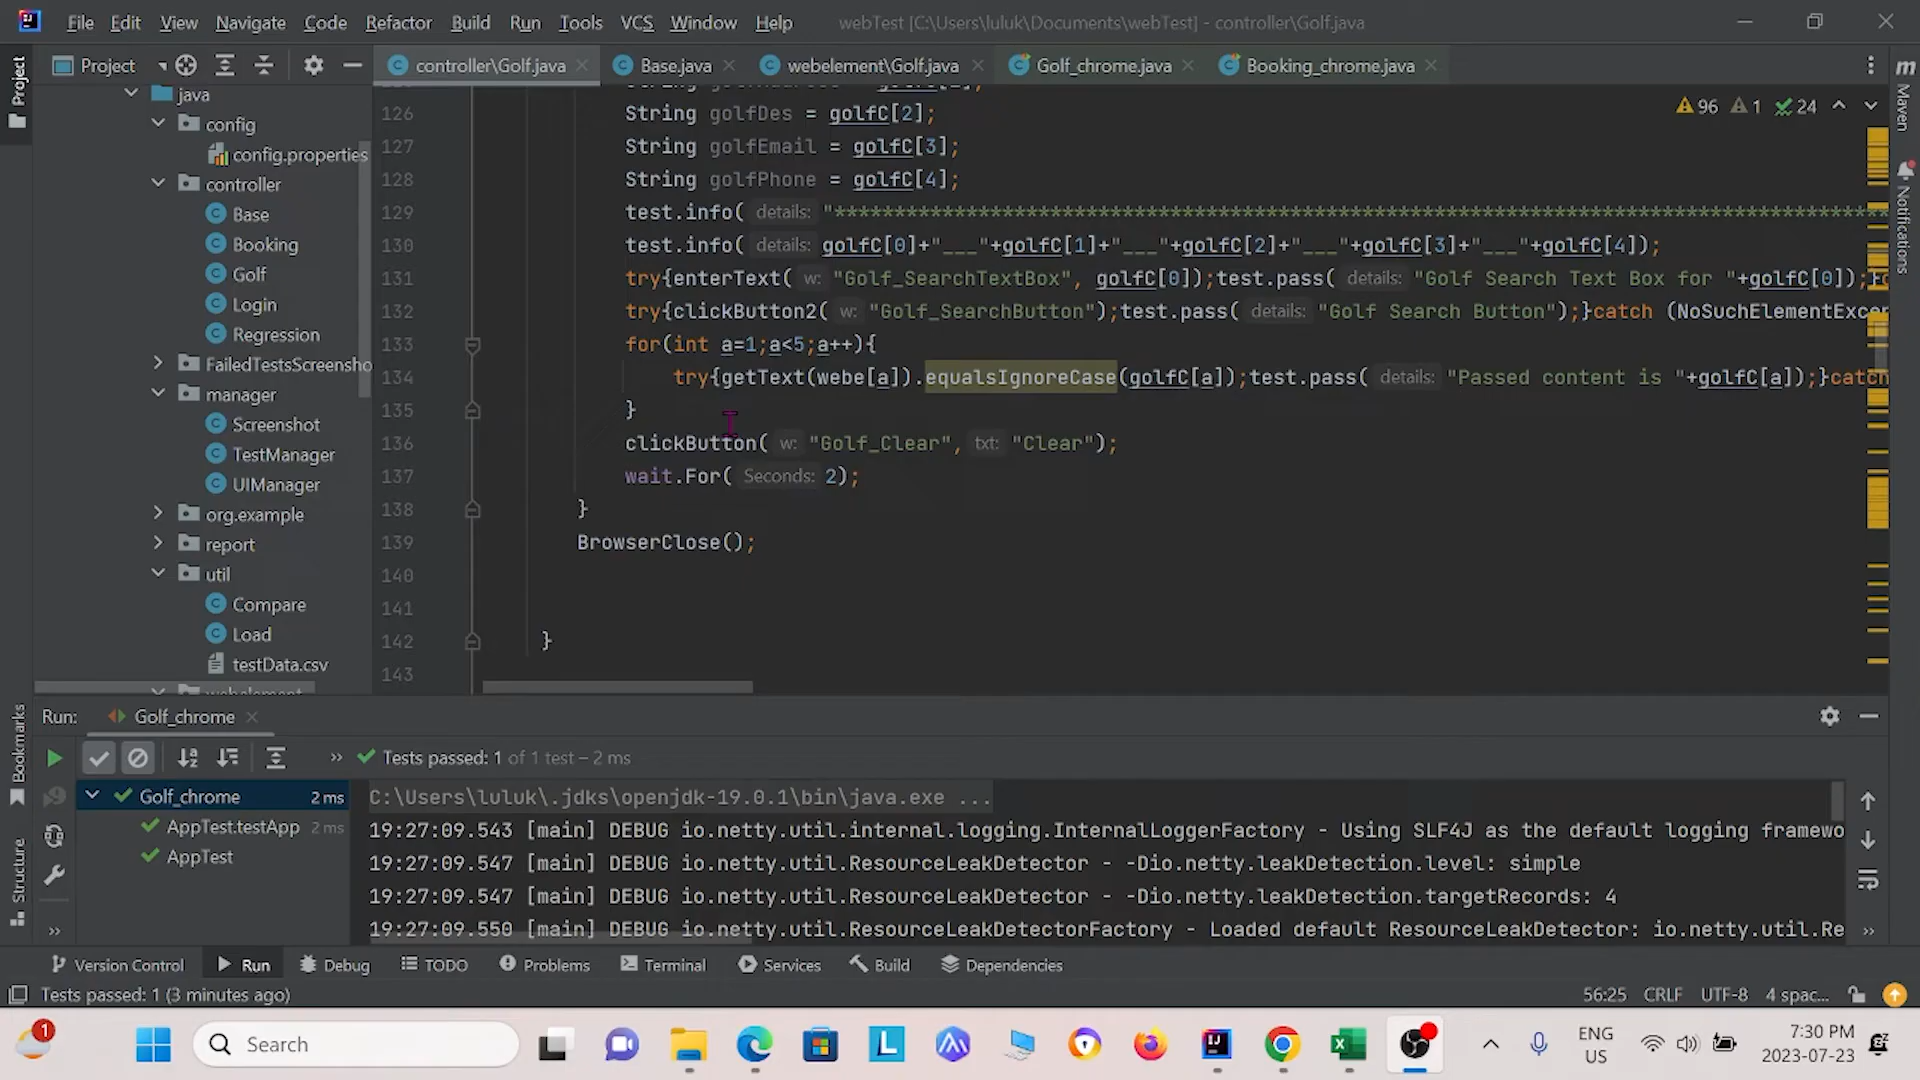 File Edit View Navigate Code Refactor Build Run Tools VCS Window Help webTest [C:\Users\luluk\Documents\webTest] - controller\Golf.java
Project controller\Golf.java Base.java webelement\Golf.java Golf_chrome.java Booking_chrome.java
Project
Maven
Notifications
Bookmarks
Structure
java
config
config.properties
controller
Base
Booking
Golf
Login
Regression
FailedTestsScreensho
manager
Screenshot
TestManager
UIManager
org.example
report
util
Compare
Load
testData.csv
96 1 24
126 String golfDes = golfC[2];
127 String golfEmail = golfC[3];
128 String golfPhone = golfC[4];
129 test.info( details: "****************************************************************************************
130 test.info( details: golfC[0]+"___"+golfC[1]+"___"+golfC[2]+"___"+golfC[3]+"___"+golfC[4]);
131 try{enterText( w: "Golf_SearchTextBox", golfC[0]);test.pass( details: "Golf Search Text Box for "+golfC[0]);}c
132 try{clickButton2( w: "Golf_SearchButton");test.pass( details: "Golf Search Button");}catch (NoSuchElementExcep
133 for(int a=1;a<5;a++){
134 try{getText(webe[a]).equalsIgnoreCase(golfC[a]);test.pass( details: "Passed content is "+golfC[a]);}catch
135 }
136 clickButton( w: "Golf_Clear", txt: "Clear");
137 wait.For( Seconds: 2);
138 }
139 BrowserClose();
140
141
142 }
143
Run: Golf_chrome
Tests passed: 1 of 1 test – 2 ms
Golf_chrome 2 ms
AppTest.testApp 2 ms
AppTest
C:\Users\luluk\.jdks\openjdk-19.0.1\bin\java.exe ...
19:27:09.543 [main] DEBUG io.netty.util.internal.logging.InternalLoggerFactory - Using SLF4J as the default logging framewo
19:27:09.547 [main] DEBUG io.netty.util.ResourceLeakDetector - -Dio.netty.leakDetection.level: simple
19:27:09.547 [main] DEBUG io.netty.util.ResourceLeakDetector - -Dio.netty.leakDetection.targetRecords: 4
19:27:09.550 [main] DEBUG io.netty.util.ResourceLeakDetectorFactory - Loaded default ResourceLeakDetector: io.netty.util.Re
Version Control Run Debug TODO Problems Terminal Services Build Dependencies
Tests passed: 1 (3 minutes ago) 56:25 CRLF UTF-8 4 spac...
1 Search ENG US 7:30 PM 2023-07-23